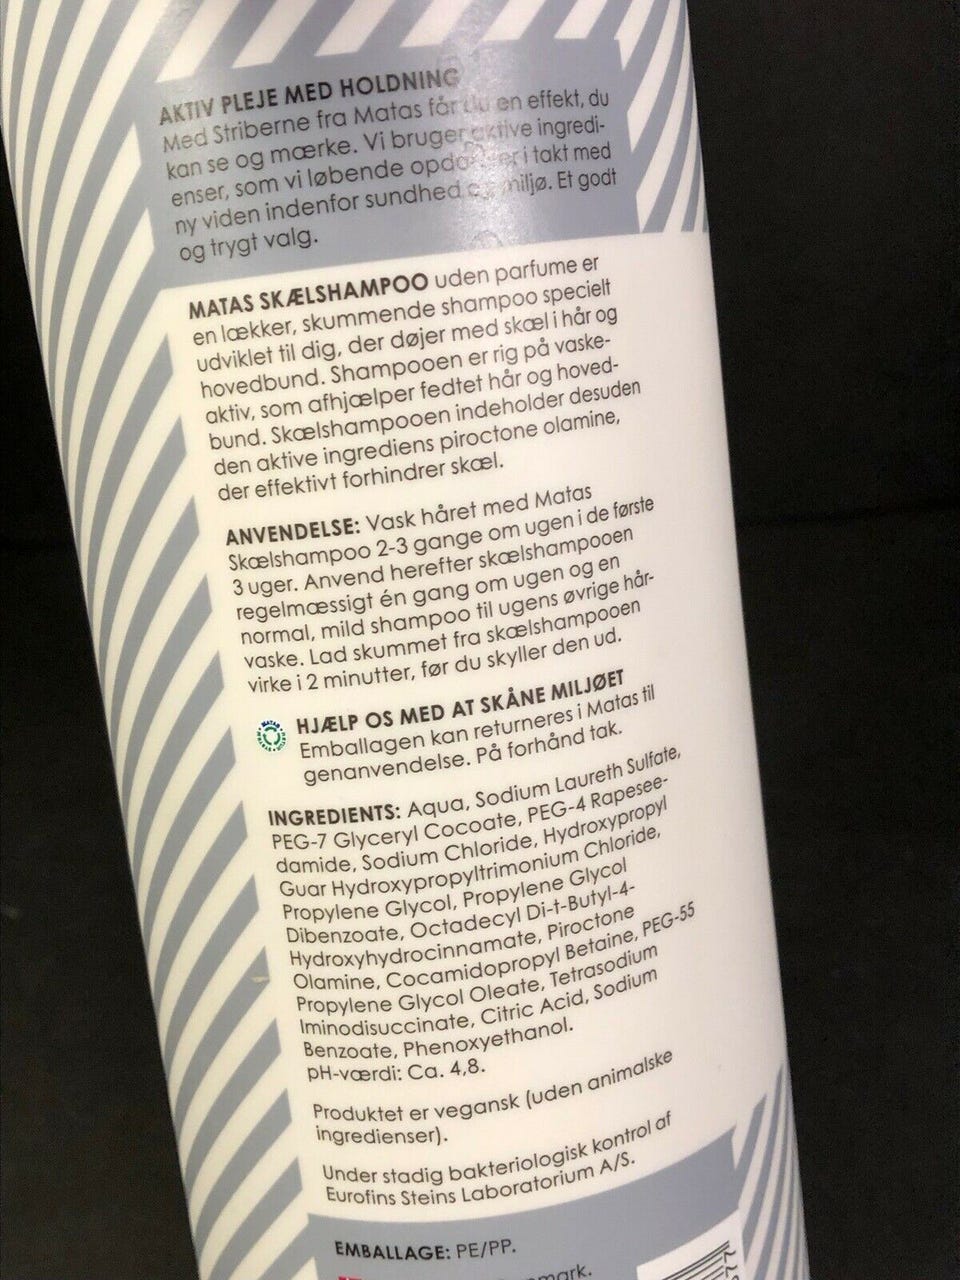 AKTIV PLEJE MED HOLDNING
Med Striberne fra Matas får du en effekt, du
kan se og mærke. Vi bruger aktive ingredi-
enser, som vi løbende opdaterer i takt med
ny viden indenfor sundhed og miljø. Et godt
og trygt valg.
MATAS SKÆLSHAMPOO uden parfume er
en lækker, skummende shampoo specielt
udviklet til dig, der døjer med skæl i hår og
hovedbund. Shampooen er rig på vaske-
aktiv, som afhjælper fedtet hår og hoved-
bund. Skælshampooen indeholder desuden
den aktive ingrediens piroctone olamine,
der effektivt forhindrer skæl.
ANVENDELSE: Vask håret med Matas
Skælshampoo 2-3 gange om ugen i de første
3 uger. Anvend herefter skælshampooen
regelmæssigt én gang om ugen og en
normal, mild shampoo til ugens øvrige hår-
vaske. Lad skummet fra skælshampooen
virke i 2 minutter, før du skyller den ud.
HJÆLP OS MED AT SKÅNE MILJØET
Emballagen kan returneres i Matas til
genanvendelse. På forhånd tak.
INGREDIENTS: Aqua, Sodium Laureth Sulfate,
PEG-7 Glyceryl Cocoate, PEG-4 Rapesee-
damide, Sodium Chloride, Hydroxypropyl
Guar Hydroxypropyltrimonium Chloride,
Propylene Glycol, Propylene Glycol
Dibenzoate, Octadecyl Di-t-Butyl-4-
Hydroxyhydrocinnamate, Piroctone
Olamine, Cocamidopropyl Betaine, PEG-55
Propylene Glycol Oleate, Tetrasodium
Iminodisuccinate, Citric Acid, Sodium
Benzoate, Phenoxyethanol.
pH-værdi: Ca. 4,8.
Produktet er vegansk (uden animalske
ingredienser).
Under stadig bakteriologisk kontrol af
Eurofins Steins Laboratorium A/S.
EMBALLAGE: PE/PP.